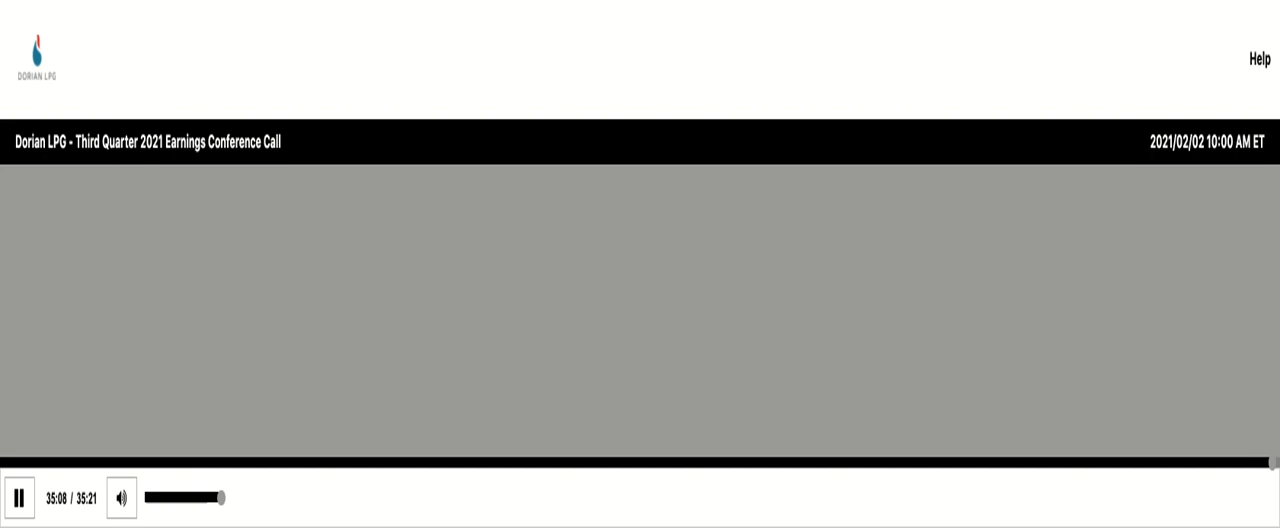 DORIAN LPG
Help
Dorian LPG - Third Quarter 2021 Earnings Conference Call
2021/02/02 10:00 AM ET
35:08 / 35:21